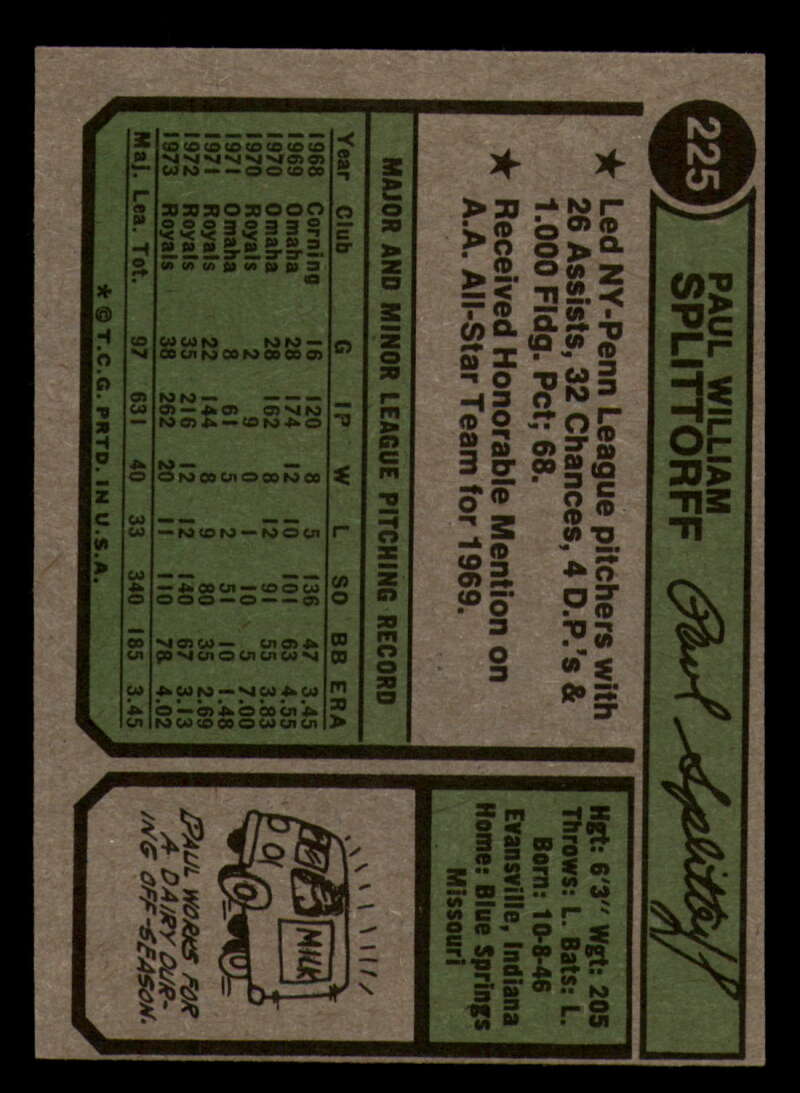 225
PAUL WILLIAM
SPLITTORFF
Paul Splittorff
Hgt: 6'3" Wgt: 205
Throws: L. Bats: L.
Born: 10-8-46
Evansville, Indiana
Home: Blue Springs
Missouri
★ Led NY-Penn League pitchers with
26 Assists, 32 Chances, 4 D.P.'s &
1.000 Fldg. Pct; 68.
★ Received Honorable Mention on
A.A. All-Star Team for 1969.
MAJOR AND MINOR LEAGUE PITCHING RECORD
Year Club G IP W L SO BB ERA
1968 Corning 16 120 8 5 136 47 3.45
1969 Omaha 28 174 12 10 101 63 4.55
1970 Omaha 28 162 8 12 91 55 3.83
1970 Royals 2 9 0 1 10 5 7.00
1971 Omaha 8 61 5 2 51 10 1.48
1971 Royals 22 144 8 9 80 35 2.69
1972 Royals 35 216 12 12 140 67 3.13
1973 Royals 38 262 20 11 110 78 4.02
Maj. Lea. Tot. 97 631 40 33 340 185 3.45
* © T.C.G. PRTD. IN U.S.A.
MILK
PAUL WORKS FOR
A DAIRY DUR-
ING OFF-SEASON.